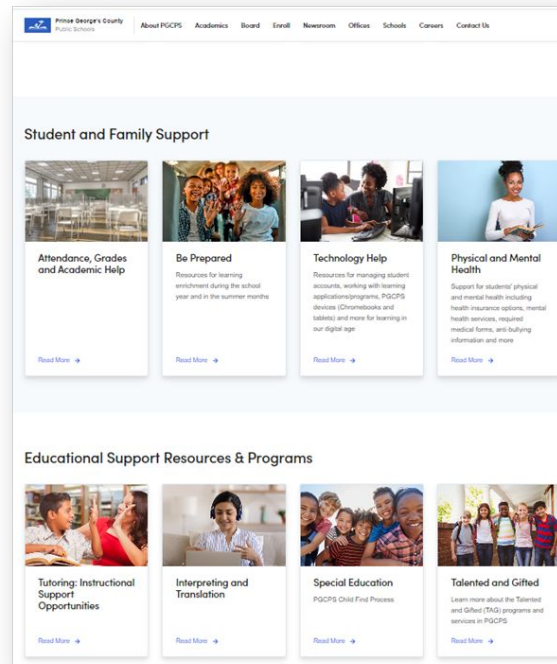 Prince George's County
Public Schools
About PGCPS Academics Board Enroll Newsroom Offices Schools Careers Contact Us
Student and Family Support
Attendance, Grades
and Academic Help
Read More →
Be Prepared
Resources for learning
enrichment during the school
year and in the summer months
Read More →
Technology Help
Resources for managing student
accounts, working with learning
applications/programs, PGCPS
devices (Chromebooks and
tablets) and more for learning in
our digital age
Read More →
Physical and Mental
Health
Support for students' physical
and mental health including
health insurance options, mental
health services, required
medical forms, anti-bullying
information and more
Read More →
Educational Support Resources & Programs
Tutoring: Instructional
Support
Opportunities
Read More →
Interpreting and
Translation
Read More →
Special Education
PGCPS Child Find Process
Read More →
Talented and Gifted
Learn more about the Talented
and Gifted (TAG) programs and
services in PGCPS
Read More →